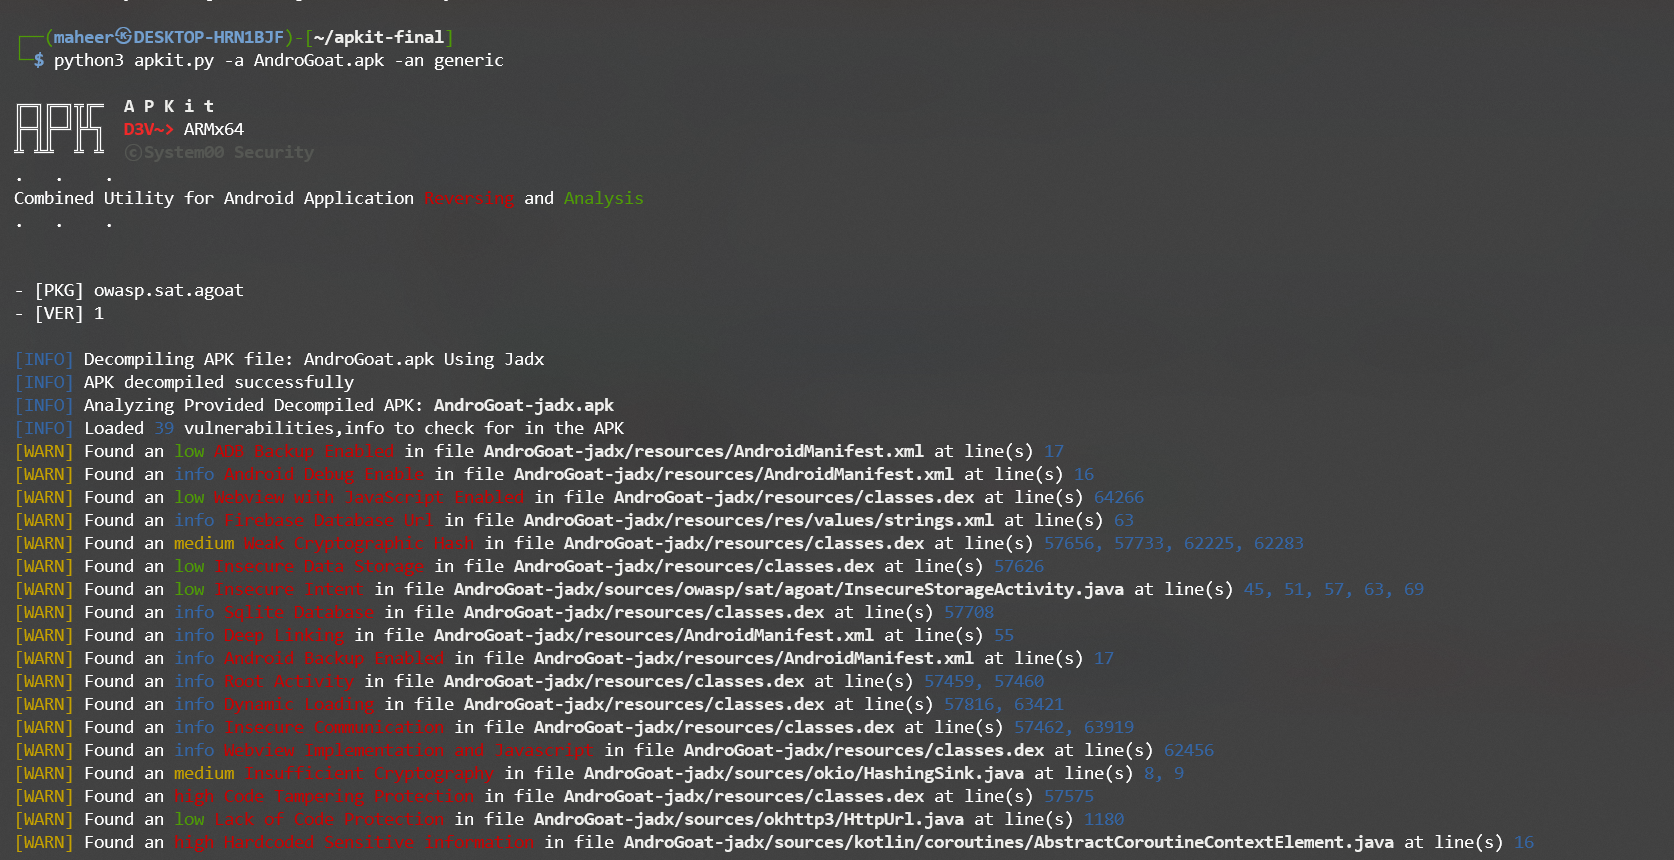 (maheer㉿DESKTOP-HRN1BJF)-[~/apkit-final]
$ python3 apkit.py -a AndroGoat.apk -an generic
APK A P K i t
D3V~> ARMx64
©System00 Security
. . .
Combined Utility for Android Application Reversing and Analysis
. . .
- [PKG] owasp.sat.agoat
- [VER] 1
[INFO] Decompiling APK file: AndroGoat.apk Using Jadx
[INFO] APK decompiled successfully
[INFO] Analyzing Provided Decompiled APK: AndroGoat-jadx.apk
[INFO] Loaded 39 vulnerabilities,info to check for in the APK
[WARN] Found an low ADB Backup Enabled in file AndroGoat-jadx/resources/AndroidManifest.xml at line(s) 17
[WARN] Found an info Android Debug Enable in file AndroGoat-jadx/resources/AndroidManifest.xml at line(s) 16
[WARN] Found an low Webview with JavaScript Enabled in file AndroGoat-jadx/resources/classes.dex at line(s) 64266
[WARN] Found an info Firebase Database Url in file AndroGoat-jadx/resources/res/values/strings.xml at line(s) 63
[WARN] Found an medium Weak Cryptographic Hash in file AndroGoat-jadx/resources/classes.dex at line(s) 57656, 57733, 62225, 62283
[WARN] Found an low Insecure Data Storage in file AndroGoat-jadx/resources/classes.dex at line(s) 57626
[WARN] Found an low Insecure Intent in file AndroGoat-jadx/sources/owasp/sat/agoat/InsecureStorageActivity.java at line(s) 45, 51, 57, 63, 69
[WARN] Found an info Sqlite Database in file AndroGoat-jadx/resources/classes.dex at line(s) 57708
[WARN] Found an info Deep Linking in file AndroGoat-jadx/resources/AndroidManifest.xml at line(s) 55
[WARN] Found an info Android Backup Enabled in file AndroGoat-jadx/resources/AndroidManifest.xml at line(s) 17
[WARN] Found an info Root Activity in file AndroGoat-jadx/resources/classes.dex at line(s) 57459, 57460
[WARN] Found an info Dynamic Loading in file AndroGoat-jadx/resources/classes.dex at line(s) 57816, 63421
[WARN] Found an info Insecure Communication in file AndroGoat-jadx/resources/classes.dex at line(s) 57462, 63919
[WARN] Found an info Webview Implementation and Javascript in file AndroGoat-jadx/resources/classes.dex at line(s) 62456
[WARN] Found an medium Insufficient Cryptography in file AndroGoat-jadx/sources/okio/HashingSink.java at line(s) 8, 9
[WARN] Found an high Code Tampering Protection in file AndroGoat-jadx/resources/classes.dex at line(s) 57575
[WARN] Found an low Lack of Code Protection in file AndroGoat-jadx/sources/okhttp3/HttpUrl.java at line(s) 1180
[WARN] Found an high Hardcoded Sensitive information in file AndroGoat-jadx/sources/kotlin/coroutines/AbstractCoroutineContextElement.java at line(s) 16